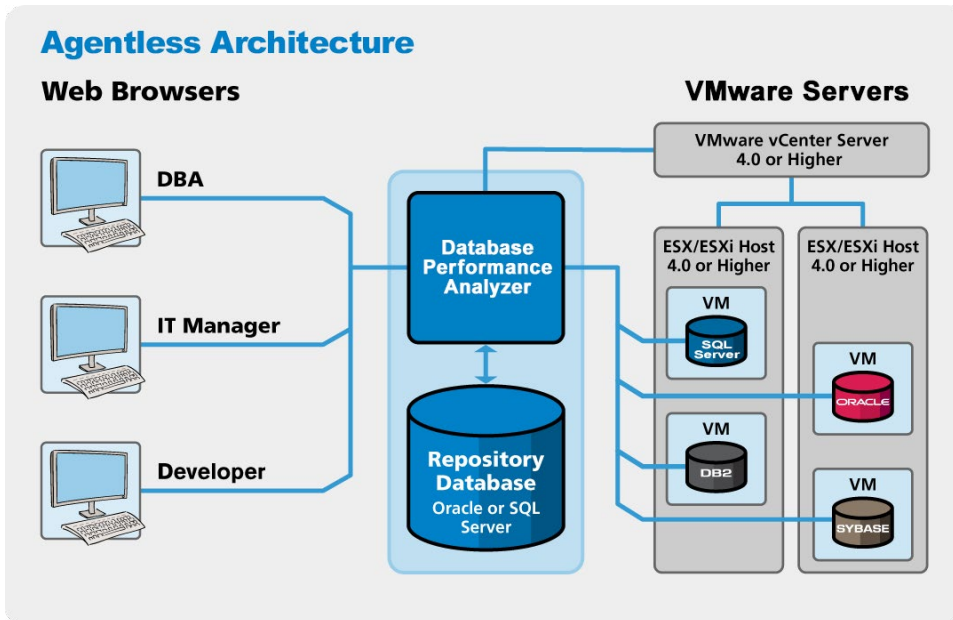 Agentless Architecture
Web Browsers
DBA
IT Manager
Developer
Database
Performance
Analyzer
Repository
Database
Oracle or SQL
Server
VMware Servers
VMware vCenter Server
4.0 or Higher
ESX/ESXi Host
4.0 or Higher
VM
SQL
Server
VM
DB2
ESX/ESXi Host
4.0 or Higher
VM
ORACLE
VM
SYBASE